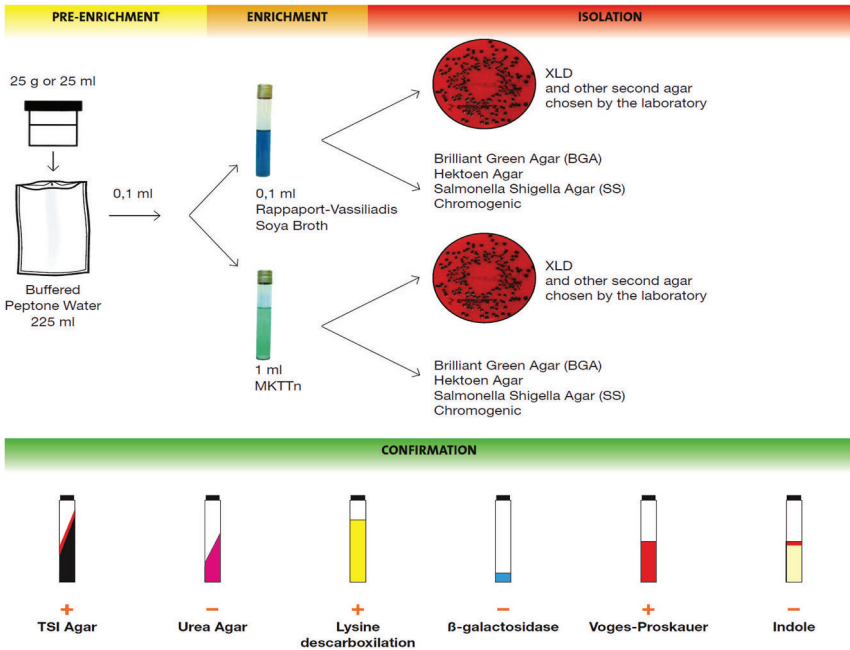 PRE-ENRICHMENT
ENRICHMENT
ISOLATION
25 g or 25 ml
Buffered
Peptone Water
225 ml
0,1 ml
0,1 ml
Rappaport-Vassiliadis
Soya Broth
1 ml
MKTTn
XLD
and other second agar
chosen by the laboratory
Brilliant Green Agar (BGA)
Hektoen Agar
Salmonella Shigella Agar (SS)
Chromogenic
XLD
and other second agar
chosen by the laboratory
Brilliant Green Agar (BGA)
Hektoen Agar
Salmonella Shigella Agar (SS)
Chromogenic
CONFIRMATION
+
TSI Agar
−
Urea Agar
+
Lysine
descarboxilation
−
ß-galactosidase
+
Voges-Proskauer
−
Indole